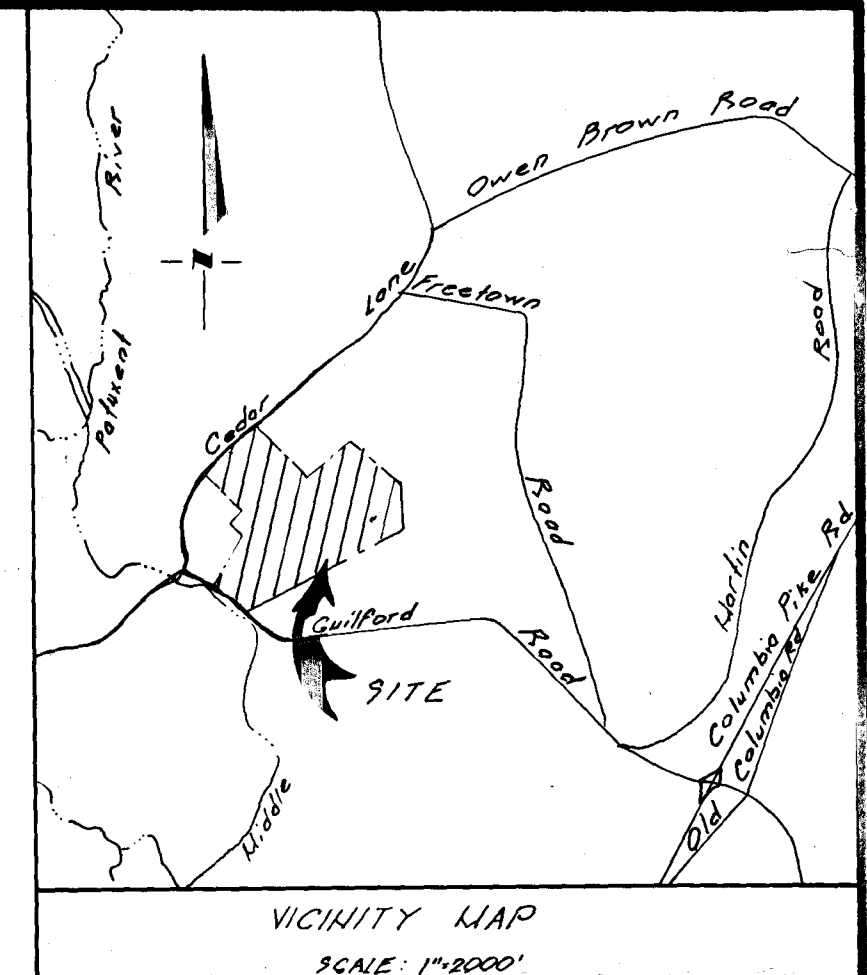 Owen Brown Road
River
N
Lane
Freetown
Road
Patuxent
Cedar
Road
Martin
Columbia Pike Rd
Guilford
Road
Old Columbia Rd
SITE
Middle
VICINITY MAP
SCALE: 1"=2000'